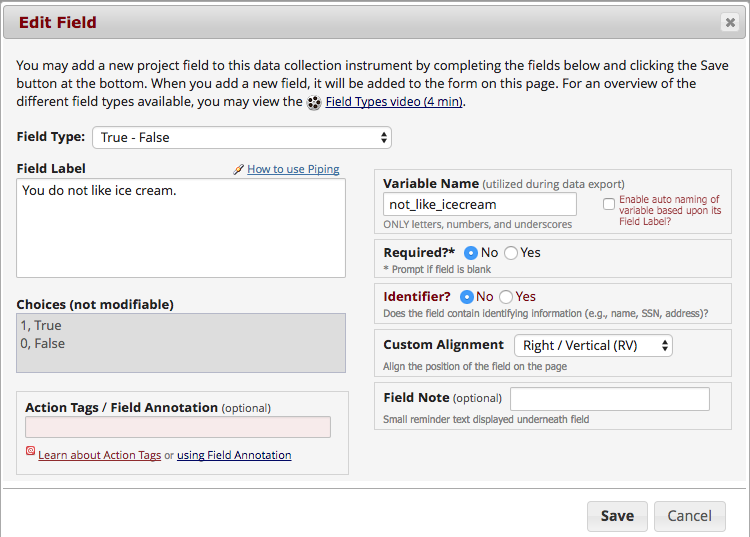 Edit Field
You may add a new project field to this data collection instrument by completing the fields below and clicking the Save
button at the bottom. When you add a new field, it will be added to the form on this page. For an overview of the
different field types available, you may view the Field Types video (4 min).
Field Type: True - False
Field Label
How to use Piping
You do not like ice cream.
Choices (not modifiable)
1, True
0, False
Action Tags / Field Annotation (optional)
Learn about Action Tags or using Field Annotation
Variable Name (utilized during data export)
not_like_icecream
ONLY letters, numbers, and underscores
Enable auto naming of
variable based upon its
Field Label?
Required?* No Yes
* Prompt if field is blank
Identifier? No Yes
Does the field contain identifying information (e.g., name, SSN, address)?
Custom Alignment Right / Vertical (RV)
Align the position of the field on the page
Field Note (optional)
Small reminder text displayed underneath field
Save Cancel